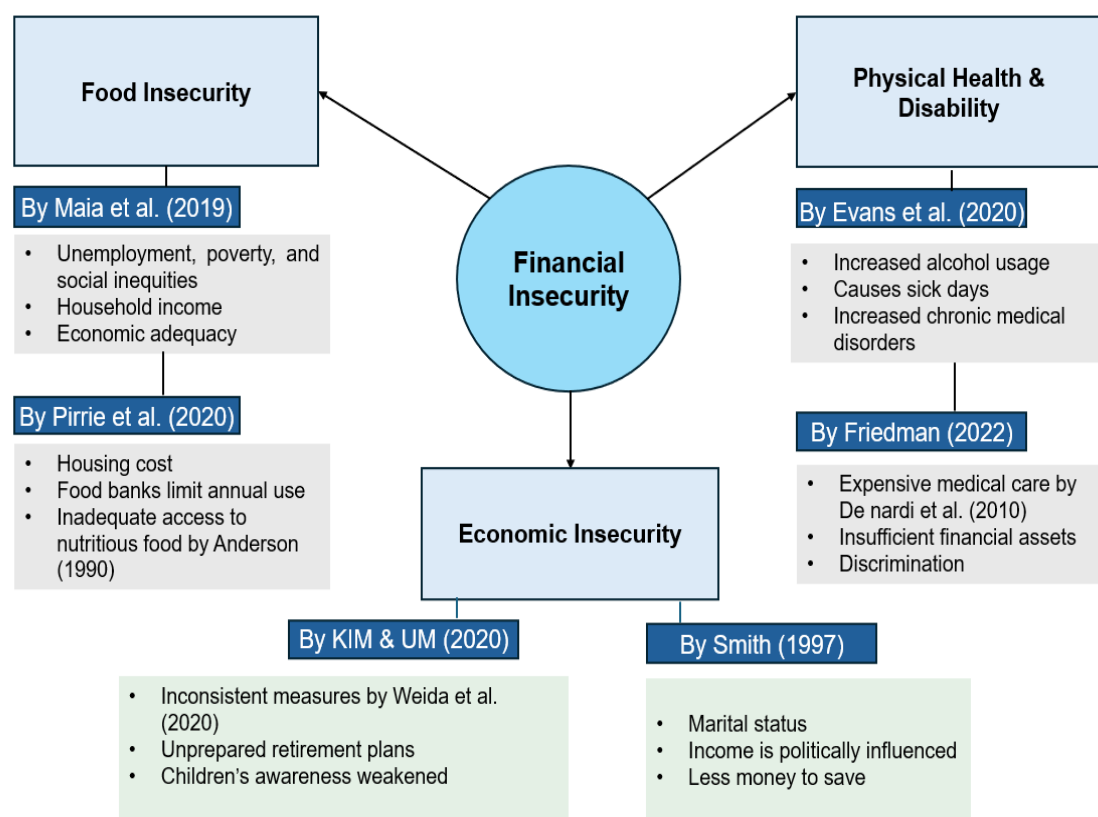 Food Insecurity
By Maia et al. (2019)
• Unemployment, poverty, and
social inequities
• Household income
• Economic adequacy
By Pirrie et al. (2020)
• Housing cost
• Food banks limit annual use
• Inadequate access to
nutritious food by Anderson
(1990)
Financial
Insecurity
Physical Health &
Disability
By Evans et al. (2020)
• Increased alcohol usage
• Causes sick days
• Increased chronic medical
disorders
By Friedman (2022)
• Expensive medical care by
De nardi et al. (2010)
• Insufficient financial assets
• Discrimination
Economic Insecurity
By KIM & UM (2020)
• Inconsistent measures by Weida et al.
(2020)
• Unprepared retirement plans
• Children’s awareness weakened
By Smith (1997)
• Marital status
• Income is politically influenced
• Less money to save